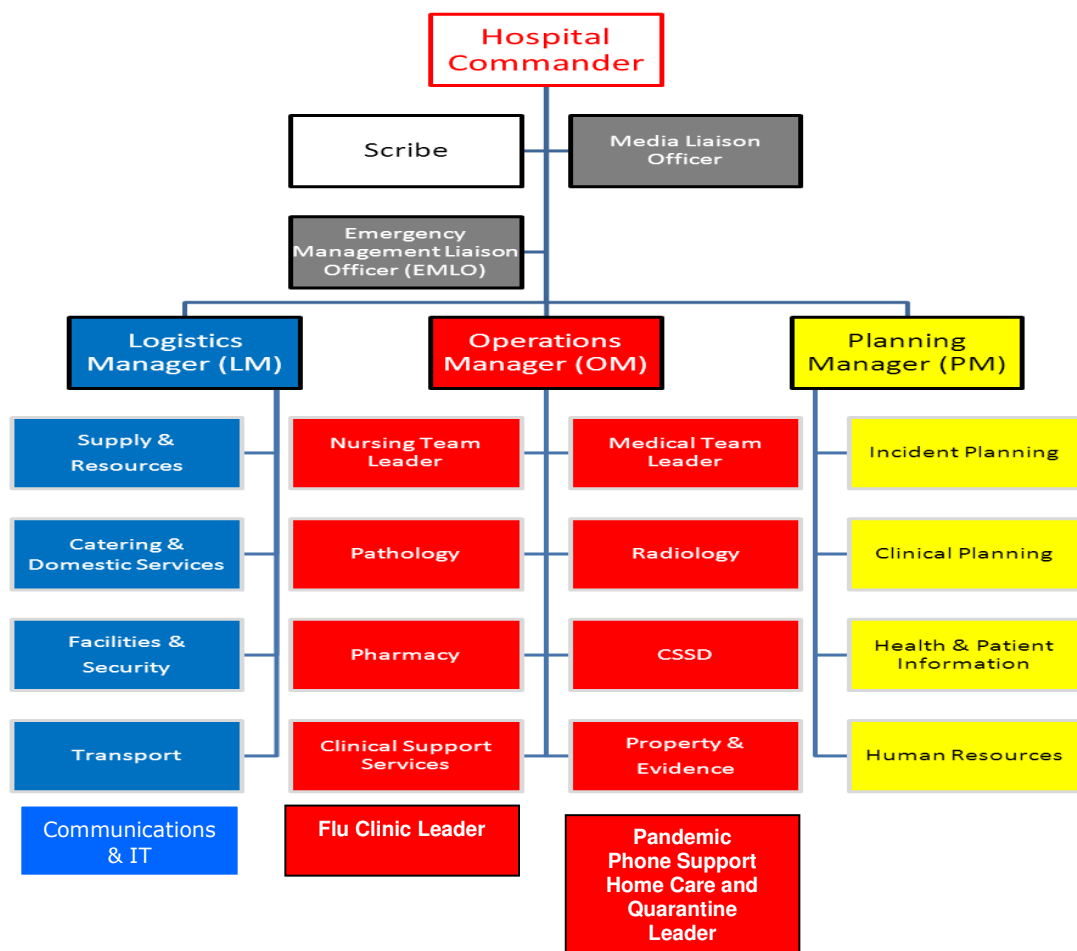 Hospital
Commander
Scribe
Media Liaison
Officer
Emergency
Management Liaison
Officer (EMLO)
Logistics
Manager (LM)
Operations
Manager (OM)
Planning
Manager (PM)
Supply &
Resources
Nursing Team
Leader
Medical Team
Leader
Incident Planning
Catering &
Domestic Services
Pathology
Radiology
Clinical Planning
Facilities &
Security
Pharmacy
CSSD
Health & Patient
Information
Transport
Clinical Support
Services
Property &
Evidence
Human Resources
Communications
& IT
Flu Clinic Leader
Pandemic
Phone Support
Home Care and
Quarantine
Leader